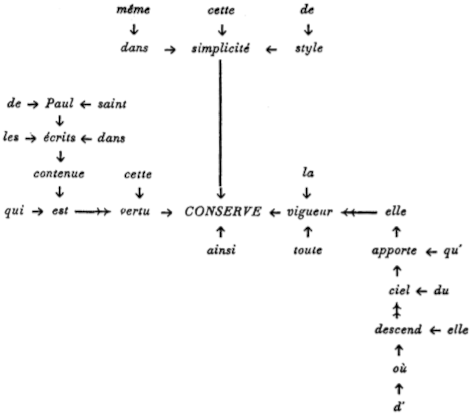 même cette de
dans → simplicité ← style
de → Paul ← saint
les → écrits ← dans
contenue cette la
qui → est vertu → CONSERVE ← vigueur elle
ainsi toute apporte ← qu'
ciel ← du
descend ← elle
où
d'